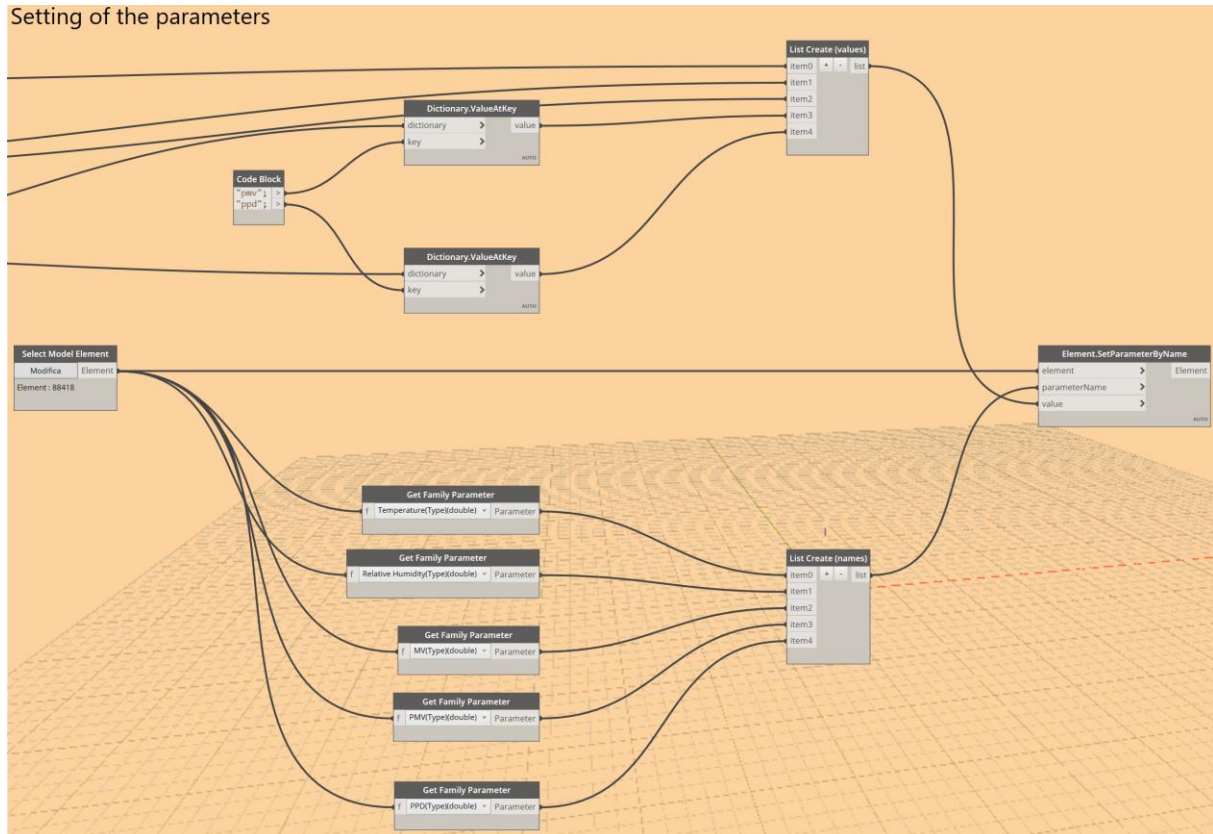 Setting of the parameters
List Create (values)
item0 + - list
item1
item2
item3
item4
Dictionary.ValueAtKey
dictionary > value
key >
AUTO
Code Block
"pmv"; >
"ppd"; >
Dictionary.ValueAtKey
dictionary > value
key >
AUTO
Select Model Element
Modifica Element
Element : 88418
Element.SetParameterByName
element > Element
parameterName >
value >
AUTO
Get Family Parameter
f Temperature(Type)(double) Parameter
Get Family Parameter
f Relative Humidity(Type)(double) Parameter
Get Family Parameter
f MV(Type)(double) Parameter
Get Family Parameter
f PMV(Type)(double) Parameter
Get Family Parameter
f PPD(Type)(double) Parameter
List Create (names)
item0 + - list
item1
item2
item3
item4